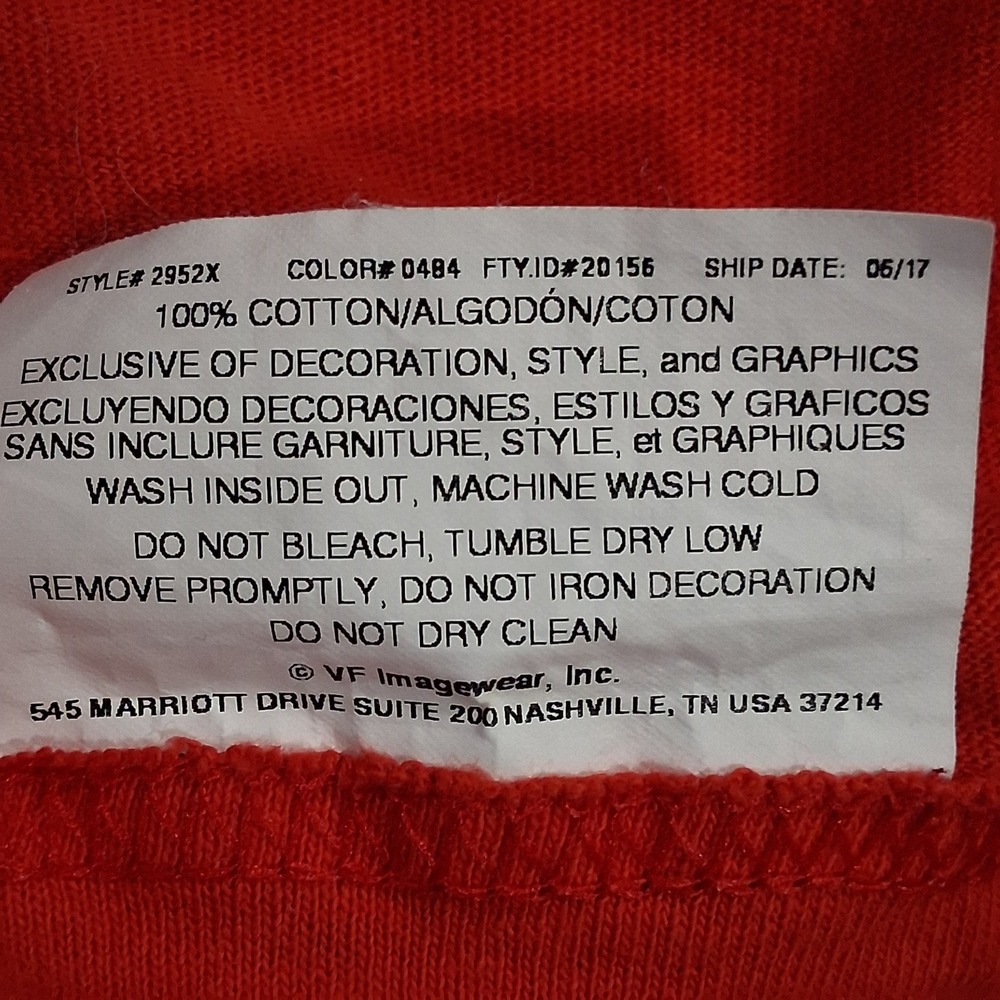 STYLE# 2952X COLOR# 0484 FTY.ID#20156 SHIP DATE: 06/17
100% COTTON/ALGODÓN/COTON
EXCLUSIVE OF DECORATION, STYLE, and GRAPHICS
EXCLUYENDO DECORACIONES, ESTILOS Y GRAFICOS
SANS INCLURE GARNITURE, STYLE, et GRAPHIQUES
WASH INSIDE OUT, MACHINE WASH COLD
DO NOT BLEACH, TUMBLE DRY LOW
REMOVE PROMPTLY, DO NOT IRON DECORATION
DO NOT DRY CLEAN
© VF Imagewear, Inc.
545 MARRIOTT DRIVE SUITE 200 NASHVILLE, TN USA 37214